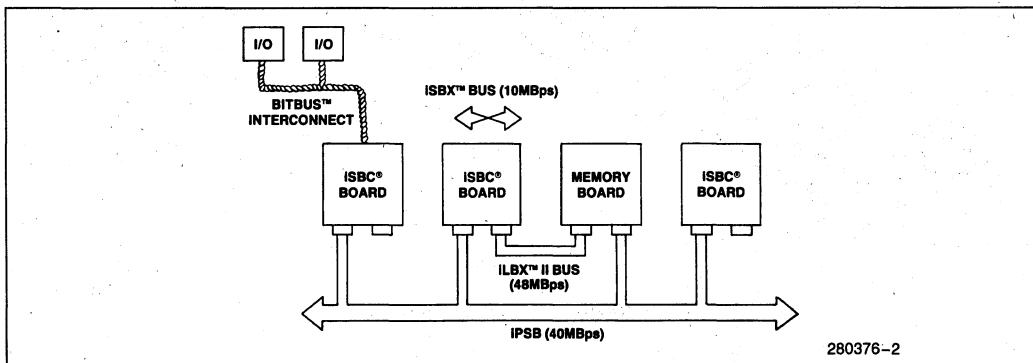 I/O
I/O
BITBUS™
INTERCONNECT
iSBX™ BUS (10MBps)
iSBC®
BOARD
iSBC®
BOARD
MEMORY
BOARD
iSBC®
BOARD
iLBX™ II BUS
(48MBps)
iPSB (40MBps)
280376–2